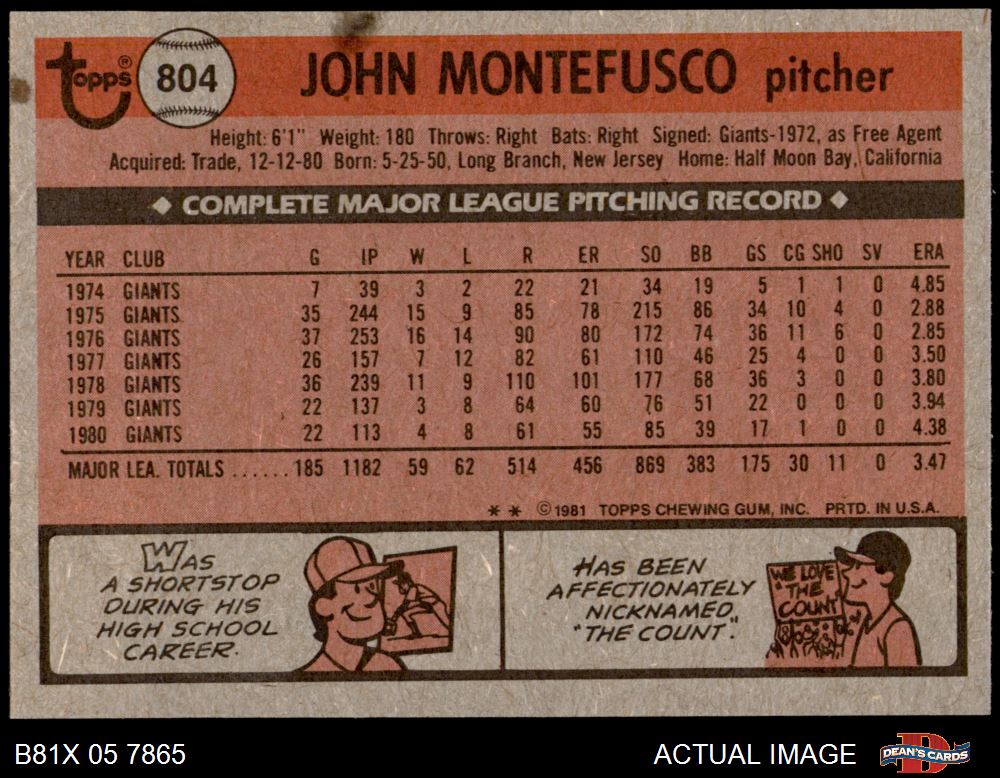 topps® 804 JOHN MONTEFUSCO pitcher
Height: 6'1" Weight: 180 Throws: Right Bats: Right Signed: Giants-1972, as Free Agent
Acquired: Trade, 12-12-80 Born: 5-25-50, Long Branch, New Jersey Home: Half Moon Bay, California
◆ COMPLETE MAJOR LEAGUE PITCHING RECORD ◆
YEAR CLUB G IP W L R ER SO BB GS CG SHO SV ERA
1974 GIANTS 7 39 3 2 22 21 34 19 5 1 1 0 4.85
1975 GIANTS 35 244 15 9 85 78 215 86 34 10 4 0 2.88
1976 GIANTS 37 253 16 14 90 80 172 74 36 11 6 0 2.85
1977 GIANTS 26 157 7 12 82 61 110 46 25 4 0 0 3.50
1978 GIANTS 36 239 11 9 110 101 177 68 36 3 0 0 3.80
1979 GIANTS 22 137 3 8 64 60 76 51 22 0 0 0 3.94
1980 GIANTS 22 113 4 8 61 55 85 39 17 1 0 0 4.38
MAJOR LEA. TOTALS ...... 185 1182 59 62 514 456 869 383 175 30 11 0 3.47
* * ©1981 TOPPS CHEWING GUM, INC. PRTD. IN U.S.A.
WAS
A SHORTSTOP
DURING HIS
HIGH SCHOOL
CAREER.
HAS BEEN
AFFECTIONATELY
NICKNAMED,
"THE COUNT".
WE LOVE
"THE
COUNT"
B81X 05 7865 ACTUAL IMAGE DEAN'S CARDS